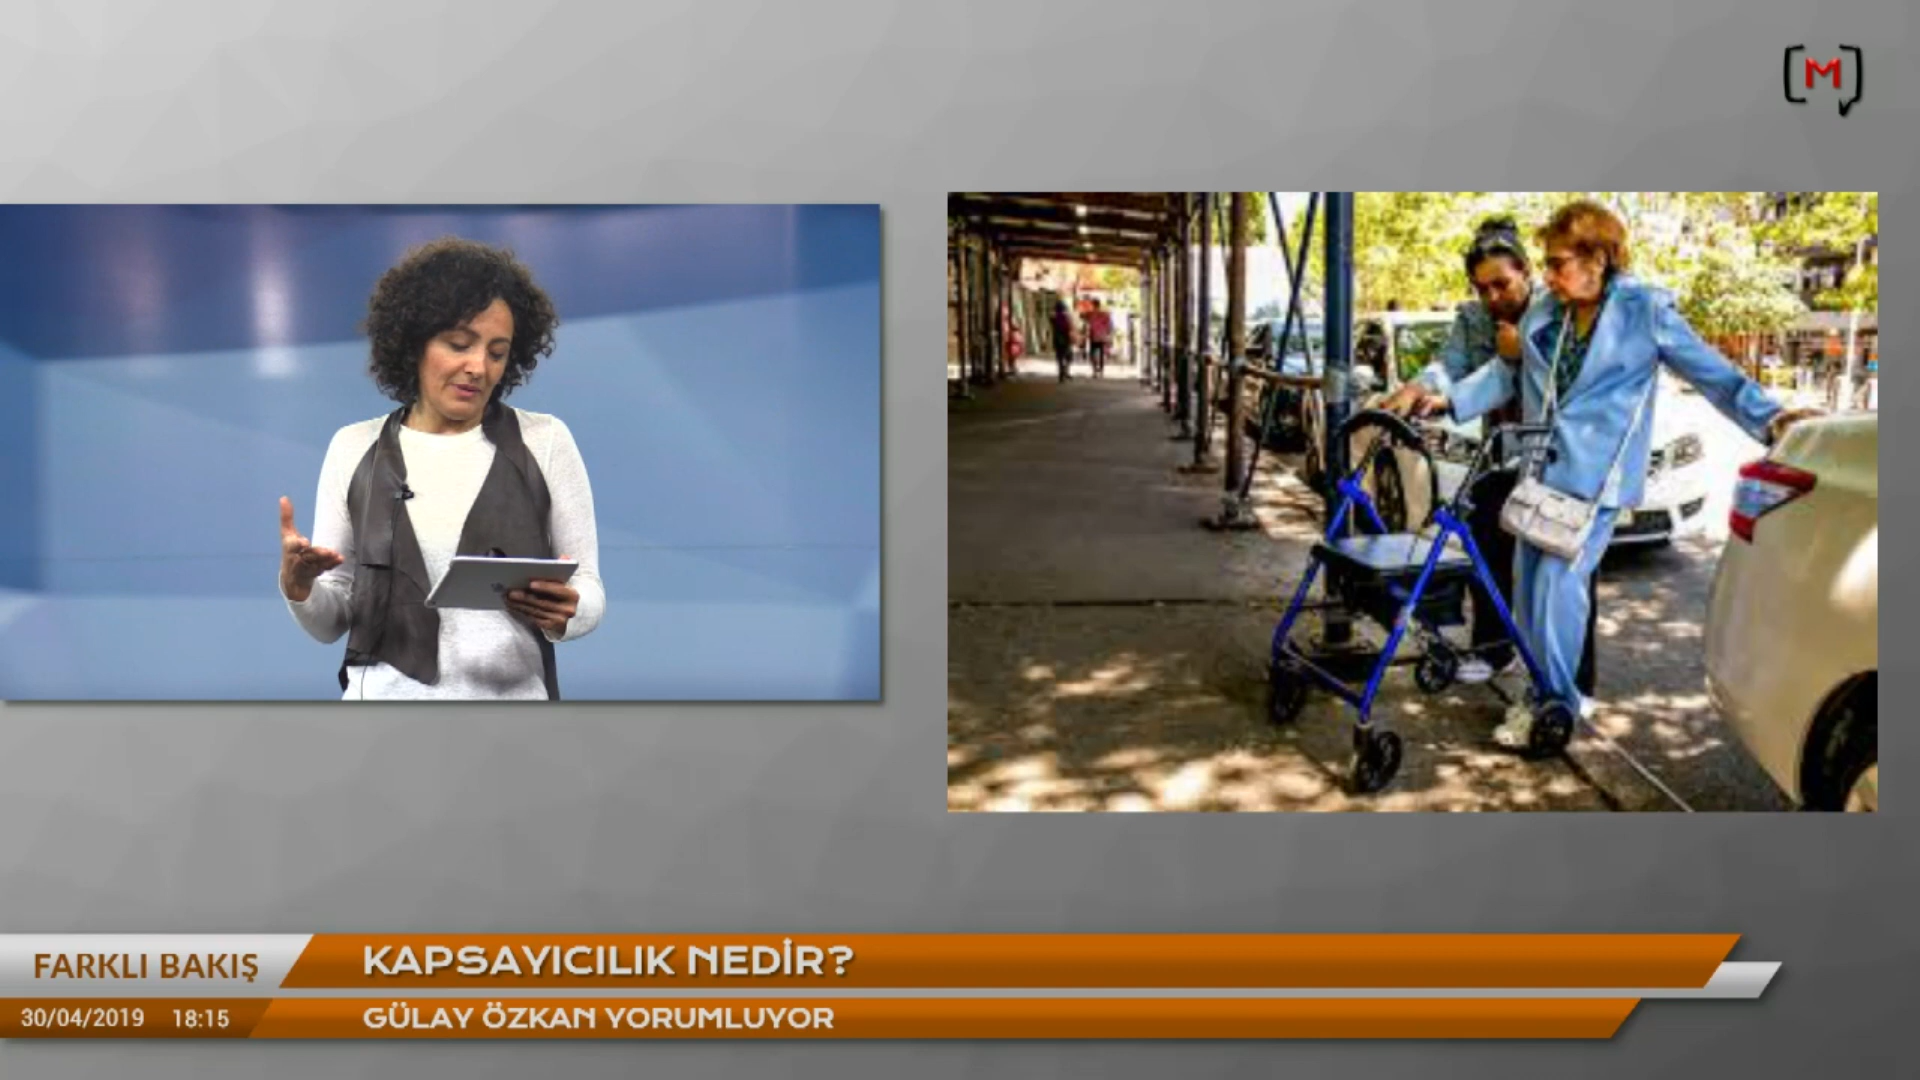 M
FARKLI BAKIŞ
KAPSAYICILIK NEDİR?
30/04/2019 18:15
GÜLAY ÖZKAN YORUMLUYOR